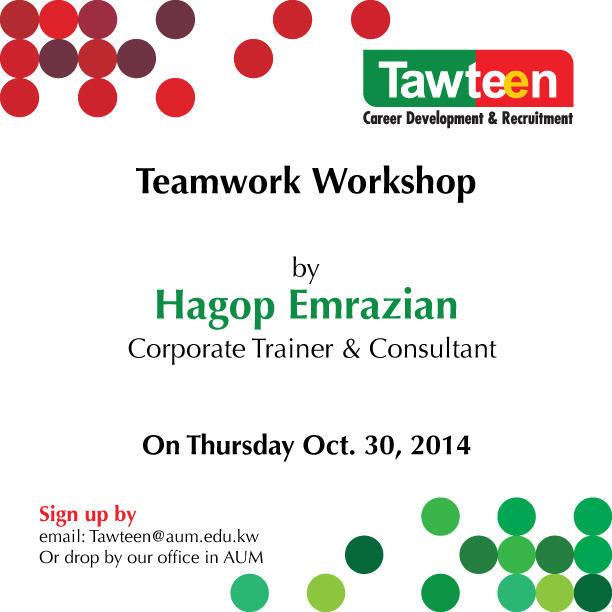 Tawteen
Career Development & Recruitment
Teamwork Workshop
by
Hagop Emrazian
Corporate Trainer & Consultant
On Thursday Oct. 30, 2014
Sign up by
email: Tawteen@aum.edu.kw
Or drop by our office in AUM